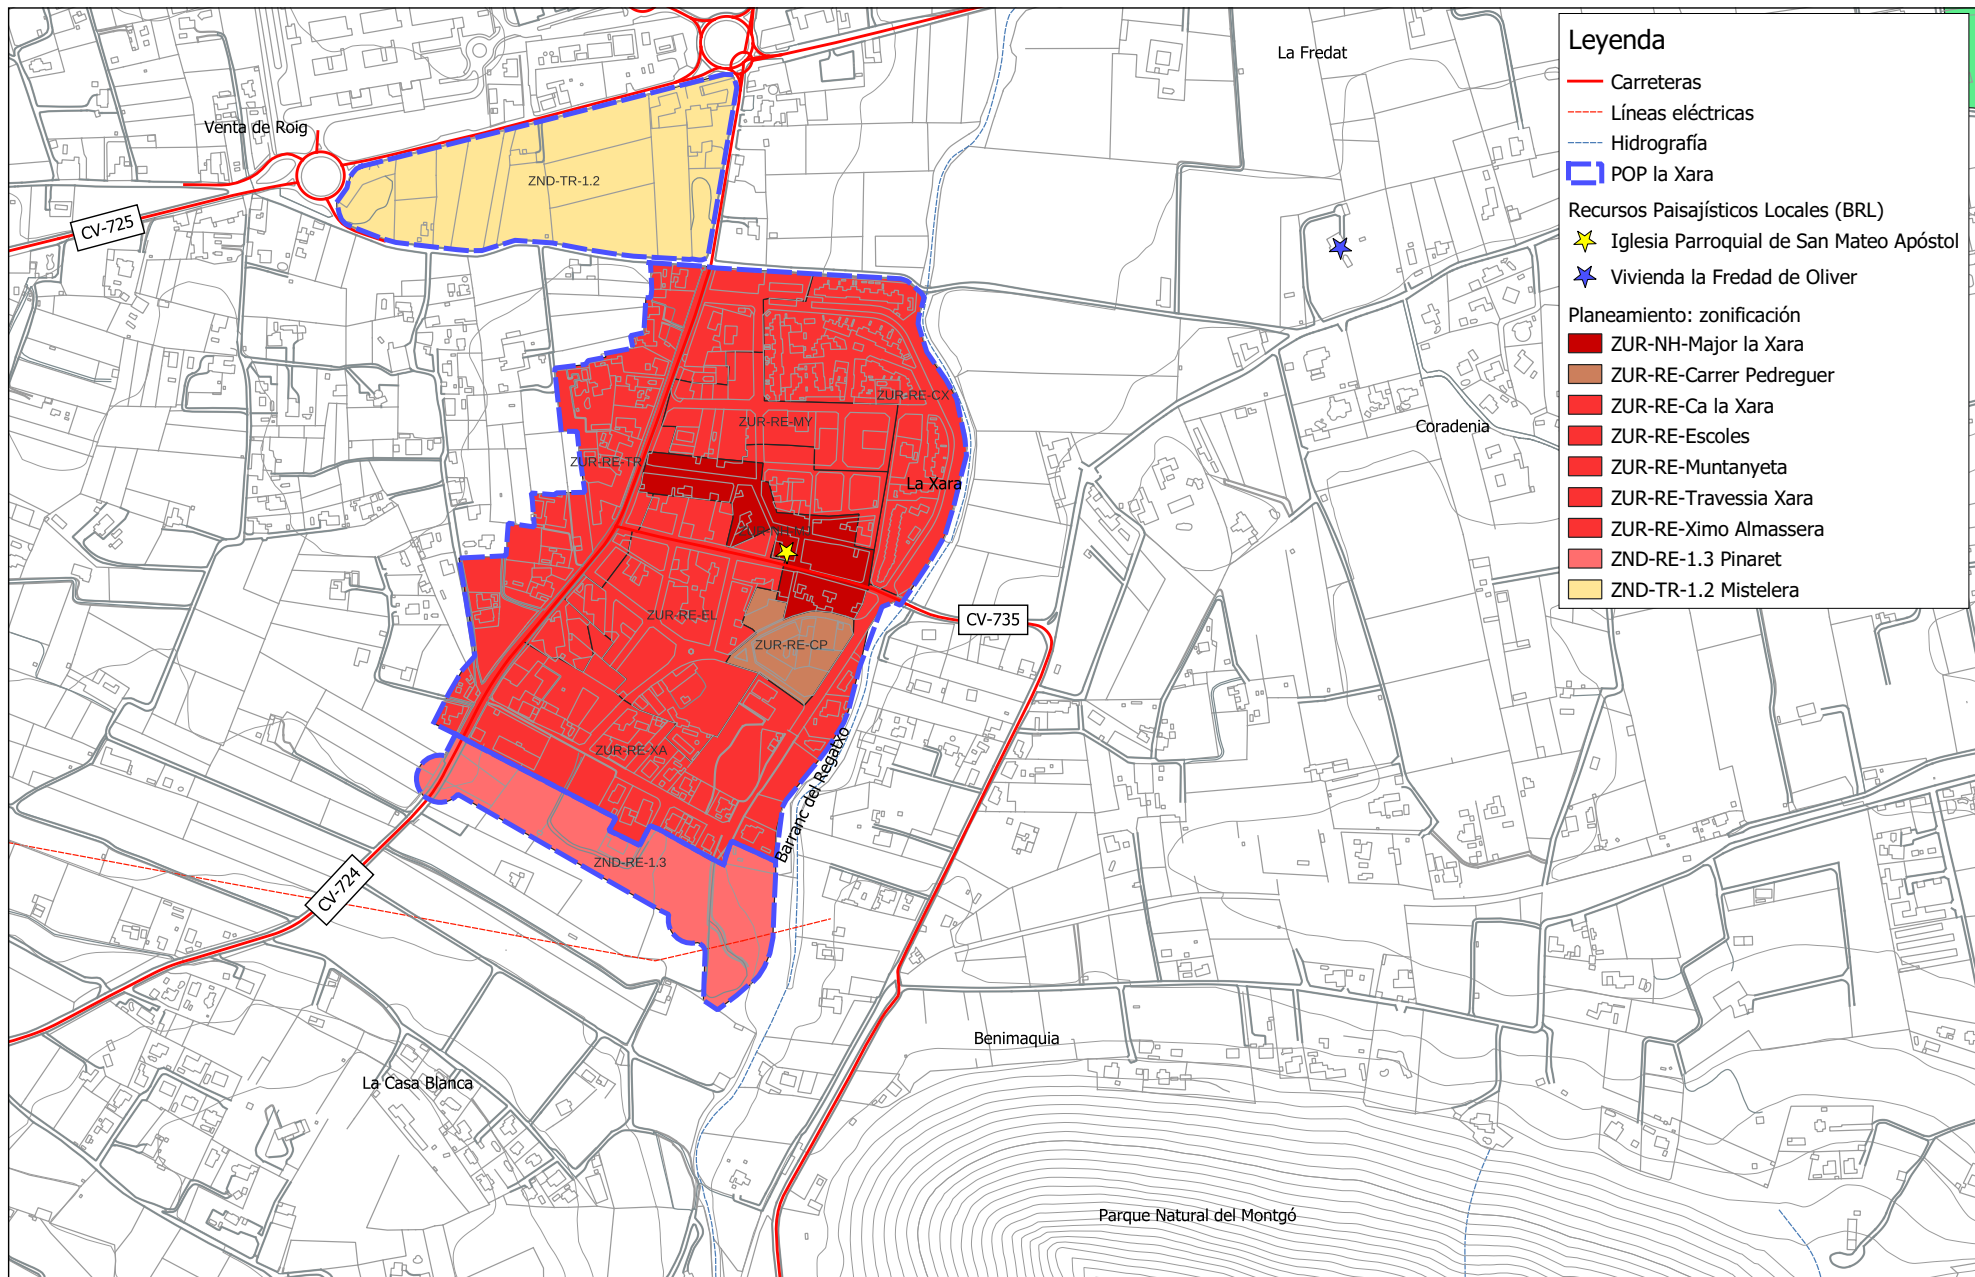 La Fredat
Venta de Roig
ZND-TR-1.2
CV-725
ZUR-RE-CX
ZUR-RE-MY
Coradenia
ZUR-RE-TR
La Xara
CV-735
ZUR-RE-EL
ZUR-RE-CP
ZUR-RE-XA
Barranc del Regatxo
ZND-RE-1.3
CV-724
Benimaquia
La Casa Blanca
Parque Natural del Montgó
Leyenda
Carreteras
Líneas eléctricas
Hidrografía
POP la Xara
Recursos Paisajísticos Locales (BRL)
Iglesia Parroquial de San Mateo Apóstol
Vivienda la Fredad de Oliver
Planeamiento: zonificación
ZUR-NH-Major la Xara
ZUR-RE-Carrer Pedreguer
ZUR-RE-Ca la Xara
ZUR-RE-Escoles
ZUR-RE-Muntanyeta
ZUR-RE-Travessia Xara
ZUR-RE-Ximo Almassera
ZND-RE-1.3 Pinaret
ZND-TR-1.2 Mistelera